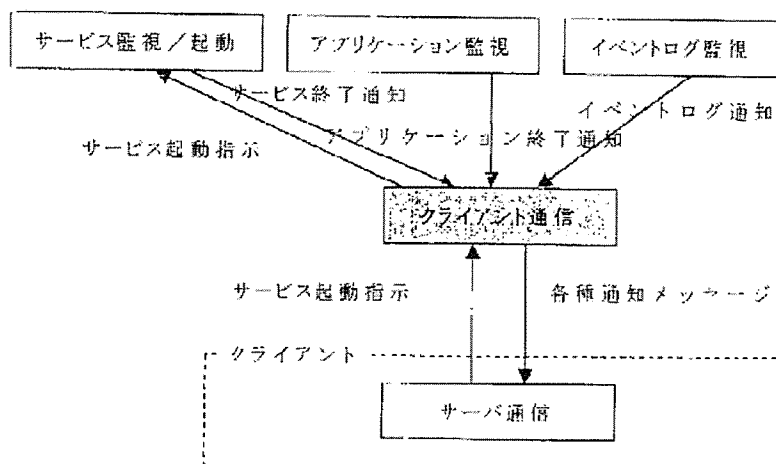 サービス監視／起動
アプリケーション監視
イベントログ監視
サービス終了通知
イベントログ通知
アプリケーション終了通知
サービス起動指示
クライアント通信
サービス起動指示
各種通知メッセージ
クライアント
サーバ通信